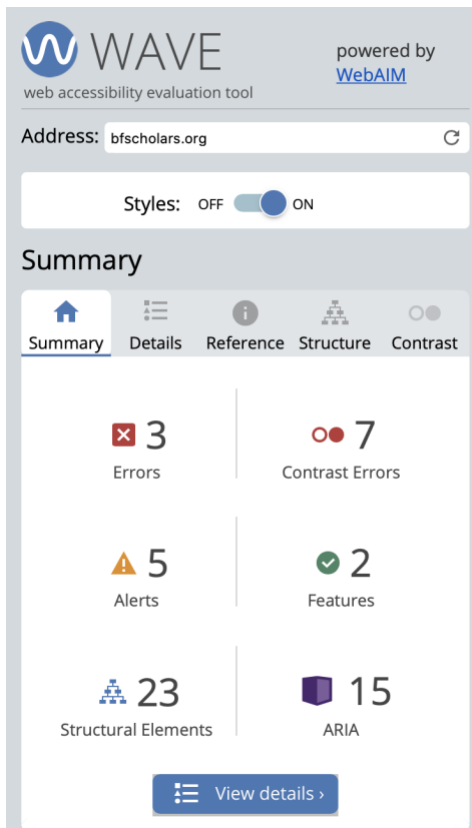 WAVE
powered by
WebAIM
web accessibility evaluation tool
Address: bfscholars.org
Styles: OFF ON
Summary
Summary Details Reference Structure Contrast
3 7
Errors Contrast Errors
5 2
Alerts Features
23 15
Structural Elements ARIA
View details ›